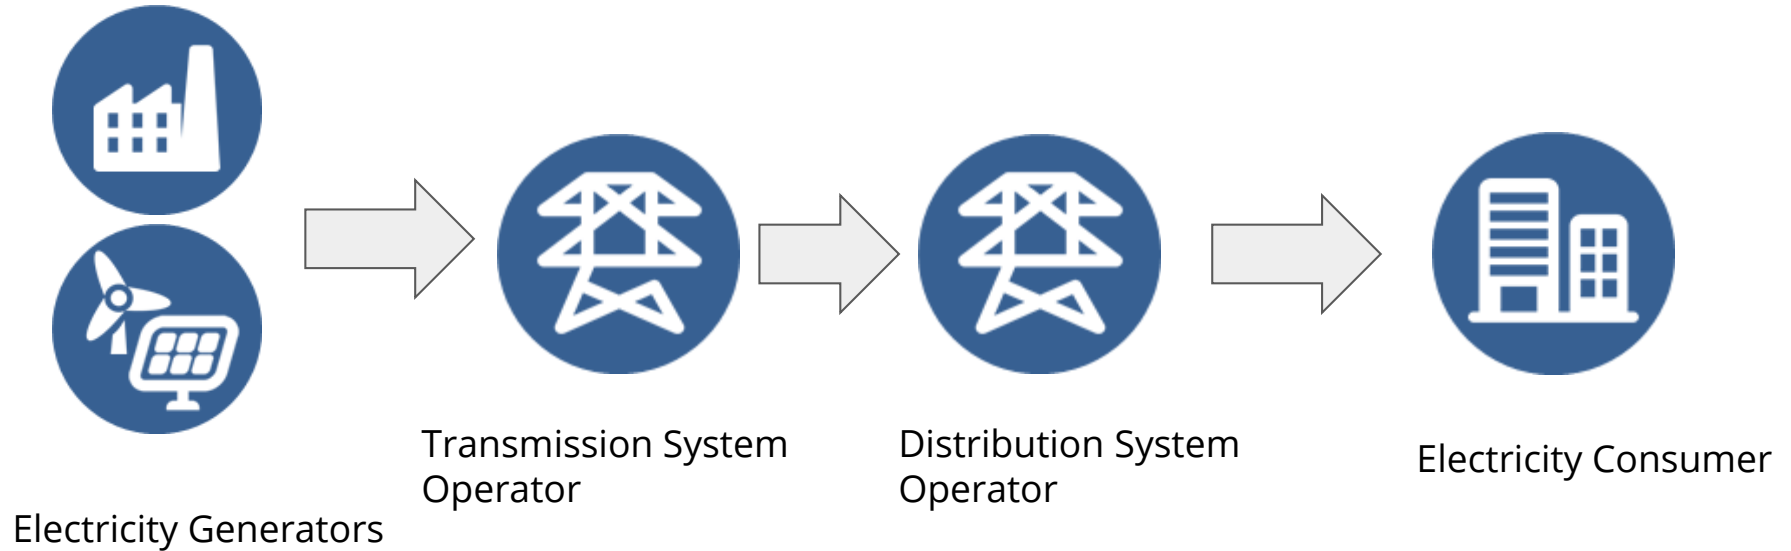 Transmission System
Operator
Distribution System
Operator
Electricity Consumer
Electricity Generators